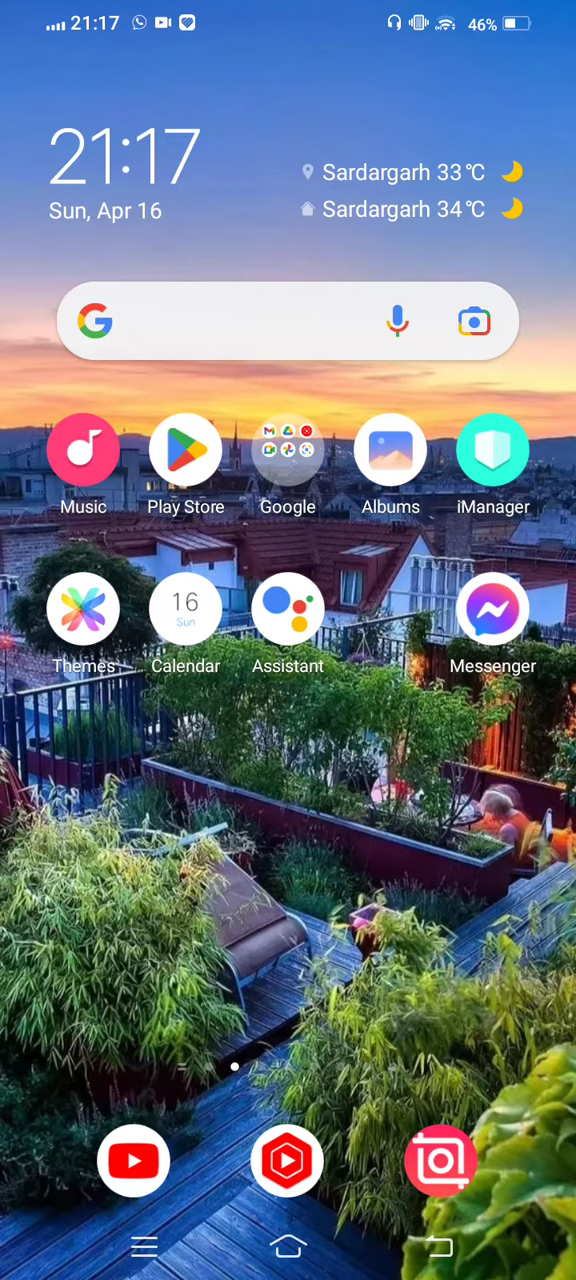 21:17
46%
21:17
Sun, Apr 16
Sardargarh 33℃
Sardargarh 34℃
Music
Play Store
Google
Albums
iManager
Themes
16
Sun
Calendar
Assistant
Messenger